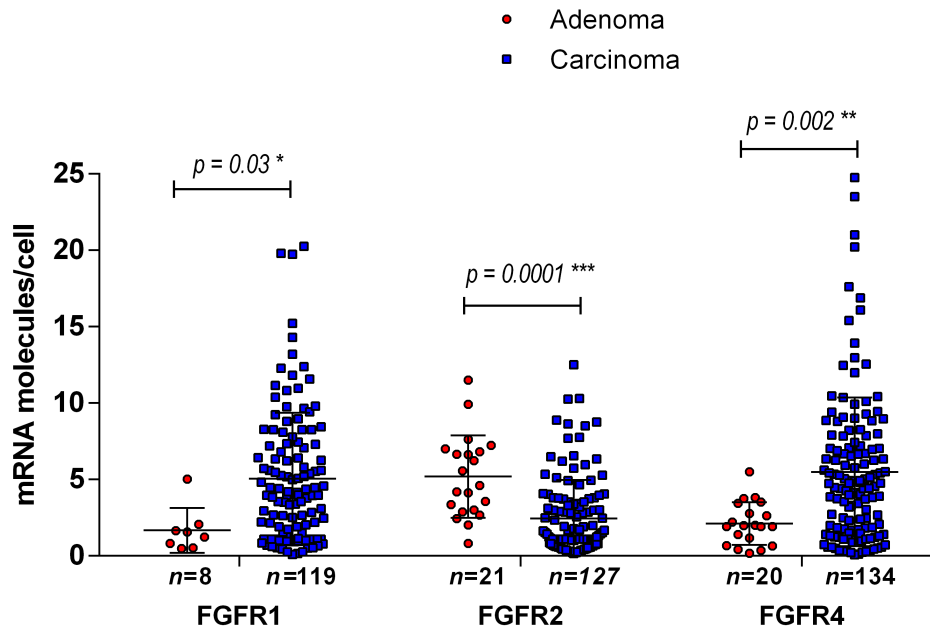 Adenoma
Carcinoma
p = 0.03 *
p = 0.0001 ***
p = 0.002 **
mRNA molecules/cell
25
20
15
10
5
0
n=8 n=119 n=21 n=127 n=20 n=134
FGFR1 FGFR2 FGFR4